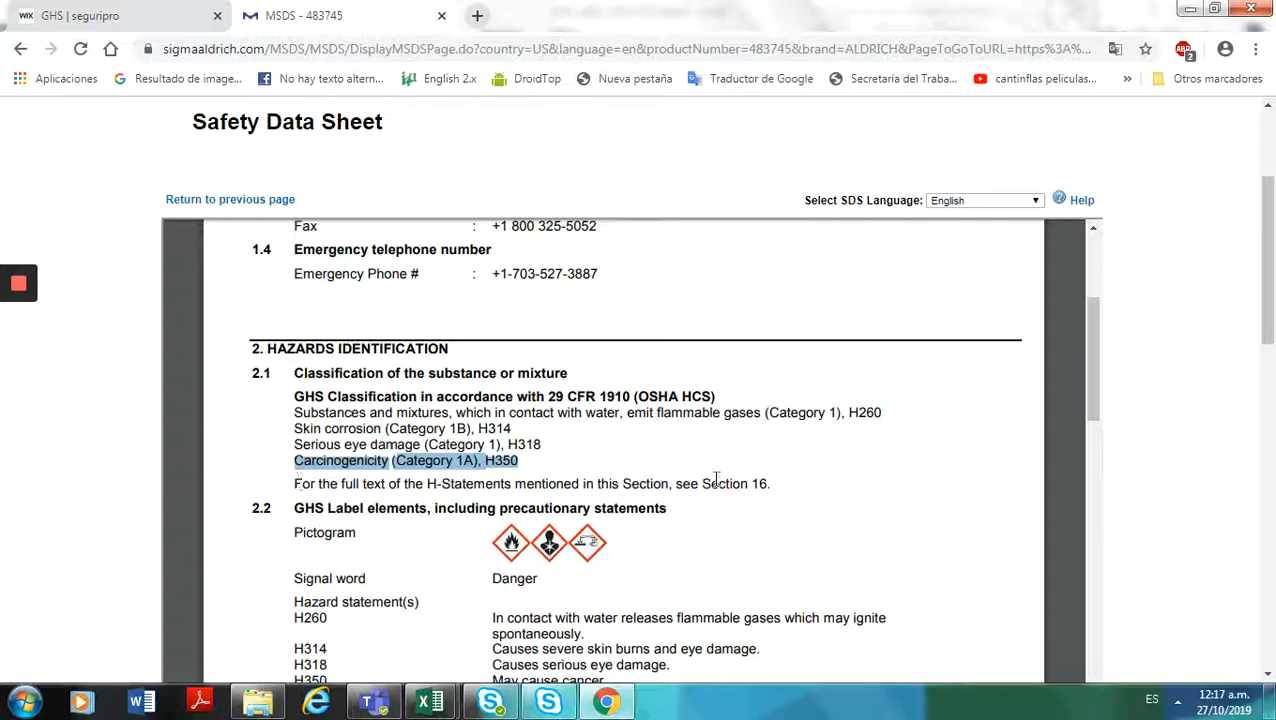 GHS | seguripro
MSDS - 483745
sigmaaldrich.com/MSDS/MSDS/DisplayMSDSPage.do?country=US&language=en&productNumber=483745&brand=ALDRICH&PageToGoToURL=https%3A%...
Aplicaciones
Resultado de image...
No hay texto altern...
English 2.x
DroidTop
Nueva pestaña
Traductor de Google
Secretaría del Traba...
cantinflas peliculas...
»
Otros marcadores
Safety Data Sheet
Return to previous page
Select SDS Language:
English
Help
Fax : +1 800 325-5052
1.4 Emergency telephone number
Emergency Phone # : +1-703-527-3887
2. HAZARDS IDENTIFICATION
2.1 Classification of the substance or mixture
GHS Classification in accordance with 29 CFR 1910 (OSHA HCS)
Substances and mixtures, which in contact with water, emit flammable gases (Category 1), H260
Skin corrosion (Category 1B), H314
Serious eye damage (Category 1), H318
Carcinogenicity (Category 1A), H350
For the full text of the H-Statements mentioned in this Section, see Section 16.
2.2 GHS Label elements, including precautionary statements
Pictogram
Signal word Danger
Hazard statement(s)
H260 In contact with water releases flammable gases which may ignite
spontaneously.
H314 Causes severe skin burns and eye damage.
H318 Causes serious eye damage.
H350 May cause cancer
ES
12:17 a.m.
27/10/2019